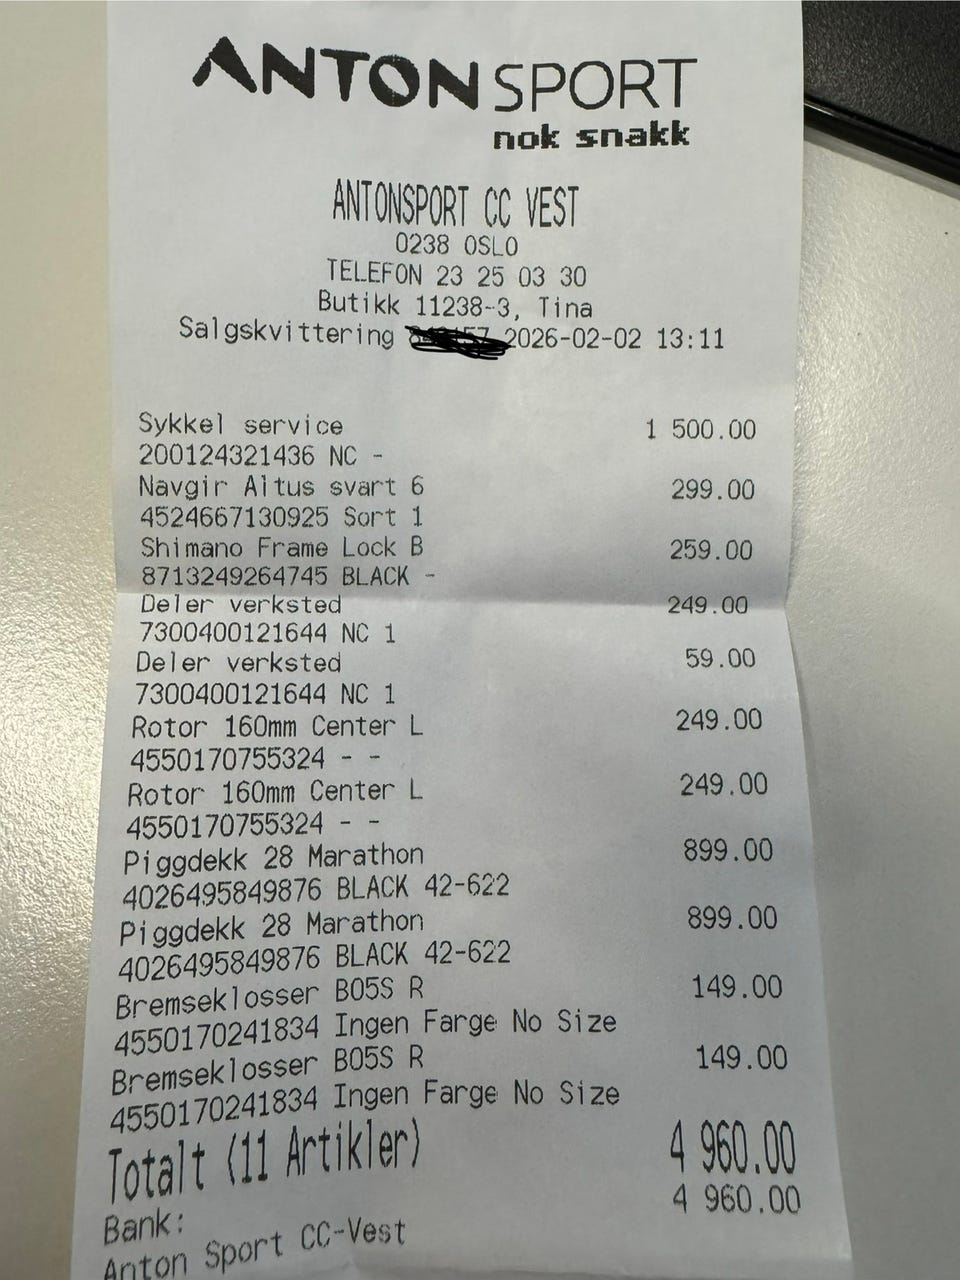 ANTON SPORT
nok snakk
ANTONSPORT CC VEST
0238 OSLO
TELEFON 23 25 03 30
Butikk 11238-3, Tina
Salgskvittering 2026-02-02 13:11
Sykkel service 1 500.00
200124321436 NC -
Navgir Altus svart 6 299.00
4524667130925 Sort 1
Shimano Frame Lock B 259.00
8713249264745 BLACK -
Deler verksted 249.00
7300400121644 NC 1
Deler verksted 59.00
7300400121644 NC 1
Rotor 160mm Center L 249.00
4550170755324 - -
Rotor 160mm Center L 249.00
4550170755324 - -
Piggdekk 28 Marathon 899.00
4026495849876 BLACK 42-622
Piggdekk 28 Marathon 899.00
4026495849876 BLACK 42-622
Bremseklosser B05S R 149.00
4550170241834 Ingen Farge No Size
Bremseklosser B05S R 149.00
4550170241834 Ingen Farge No Size
Totalt (11 Artikler) 4 960.00
Bank: 4 960.00
Anton Sport CC-Vest